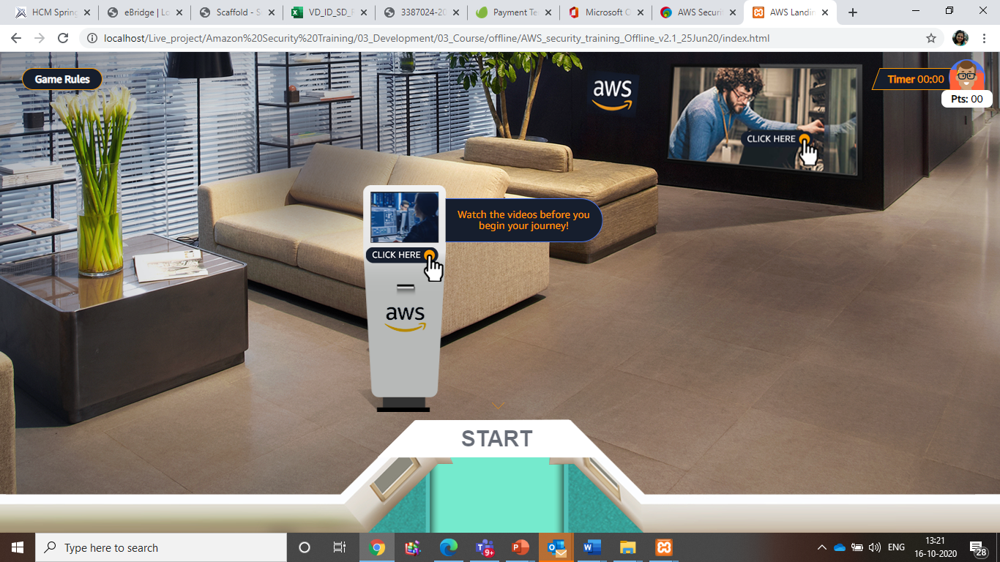 HCM Spring
eBridge | Lo
Scaffold - S
VD_ID_SD_F
3387024-20
Payment Te
Microsoft O
AWS Securi
AWS Landin
localhost/Live_project/Amazon%20Security%20Training/03_Development/03_Course/offline/AWS_security_training_Offline_v2.1_25Jun20/index.html
Game Rules
aws
CLICK HERE
Timer 00:00
Pts: 00
Watch the videos before you
begin your journey!
CLICK HERE
aws
START
Type here to search
9+
ENG
13:21
16-10-2020
28